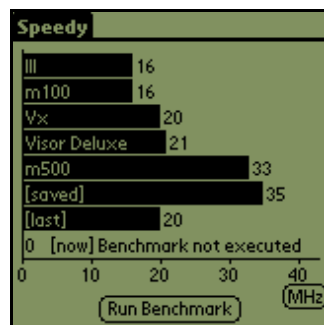 Speedy
III 16
m100 16
Vx 20
Visor Deluxe 21
m500 33
[saved] 35
[last] 20
0 [now] Benchmark not executed
0 10 20 30 40
MHz
Run Benchmark